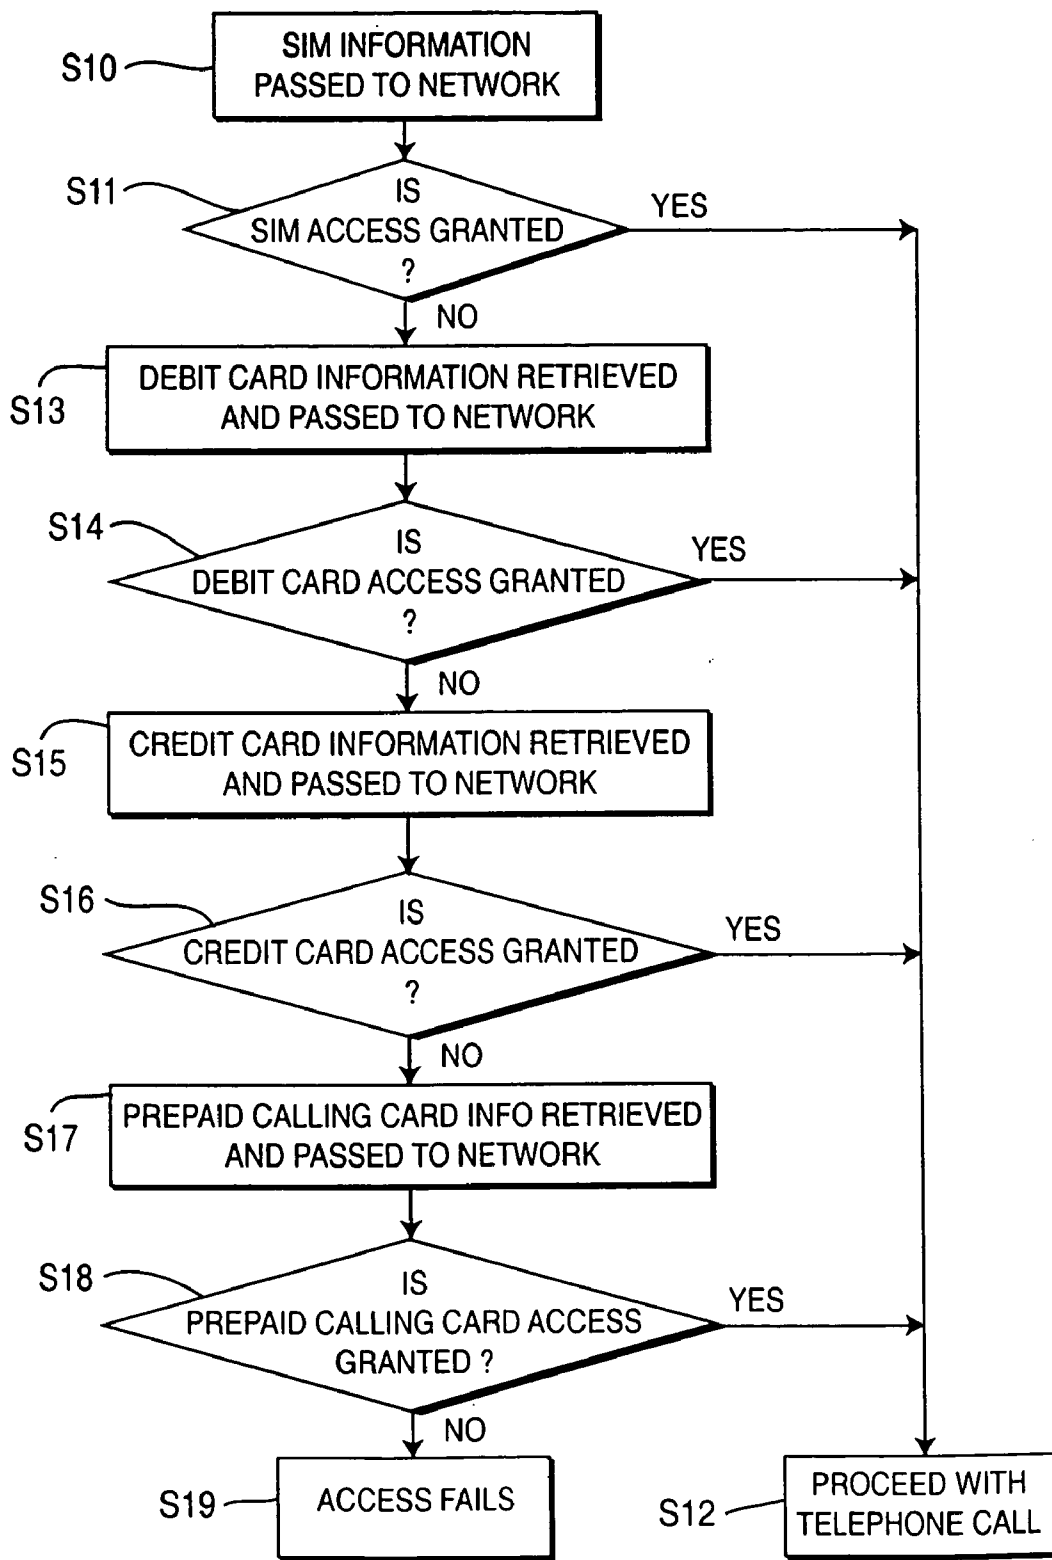 SIM INFORMATION
PASSED TO NETWORK
S10
S11
IS
SIM ACCESS GRANTED
?
YES
NO
DEBIT CARD INFORMATION RETRIEVED
AND PASSED TO NETWORK
S13
S14
IS
DEBIT CARD ACCESS GRANTED
?
YES
NO
CREDIT CARD INFORMATION RETRIEVED
AND PASSED TO NETWORK
S15
S16
IS
CREDIT CARD ACCESS GRANTED
?
YES
NO
PREPAID CALLING CARD INFO RETRIEVED
AND PASSED TO NETWORK
S17
S18
IS
PREPAID CALLING CARD ACCESS
GRANTED ?
YES
NO
S19
ACCESS FAILS
S12
PROCEED WITH
TELEPHONE CALL